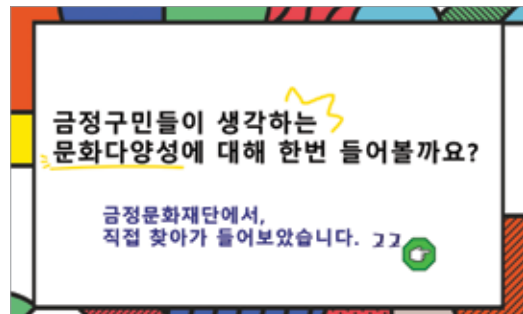 금정구민들이 생각하는
문화다양성에 대해 한번 들어볼까요?
금정문화재단에서,
직접 찾아가 들어보았습니다. ㄱㄱ